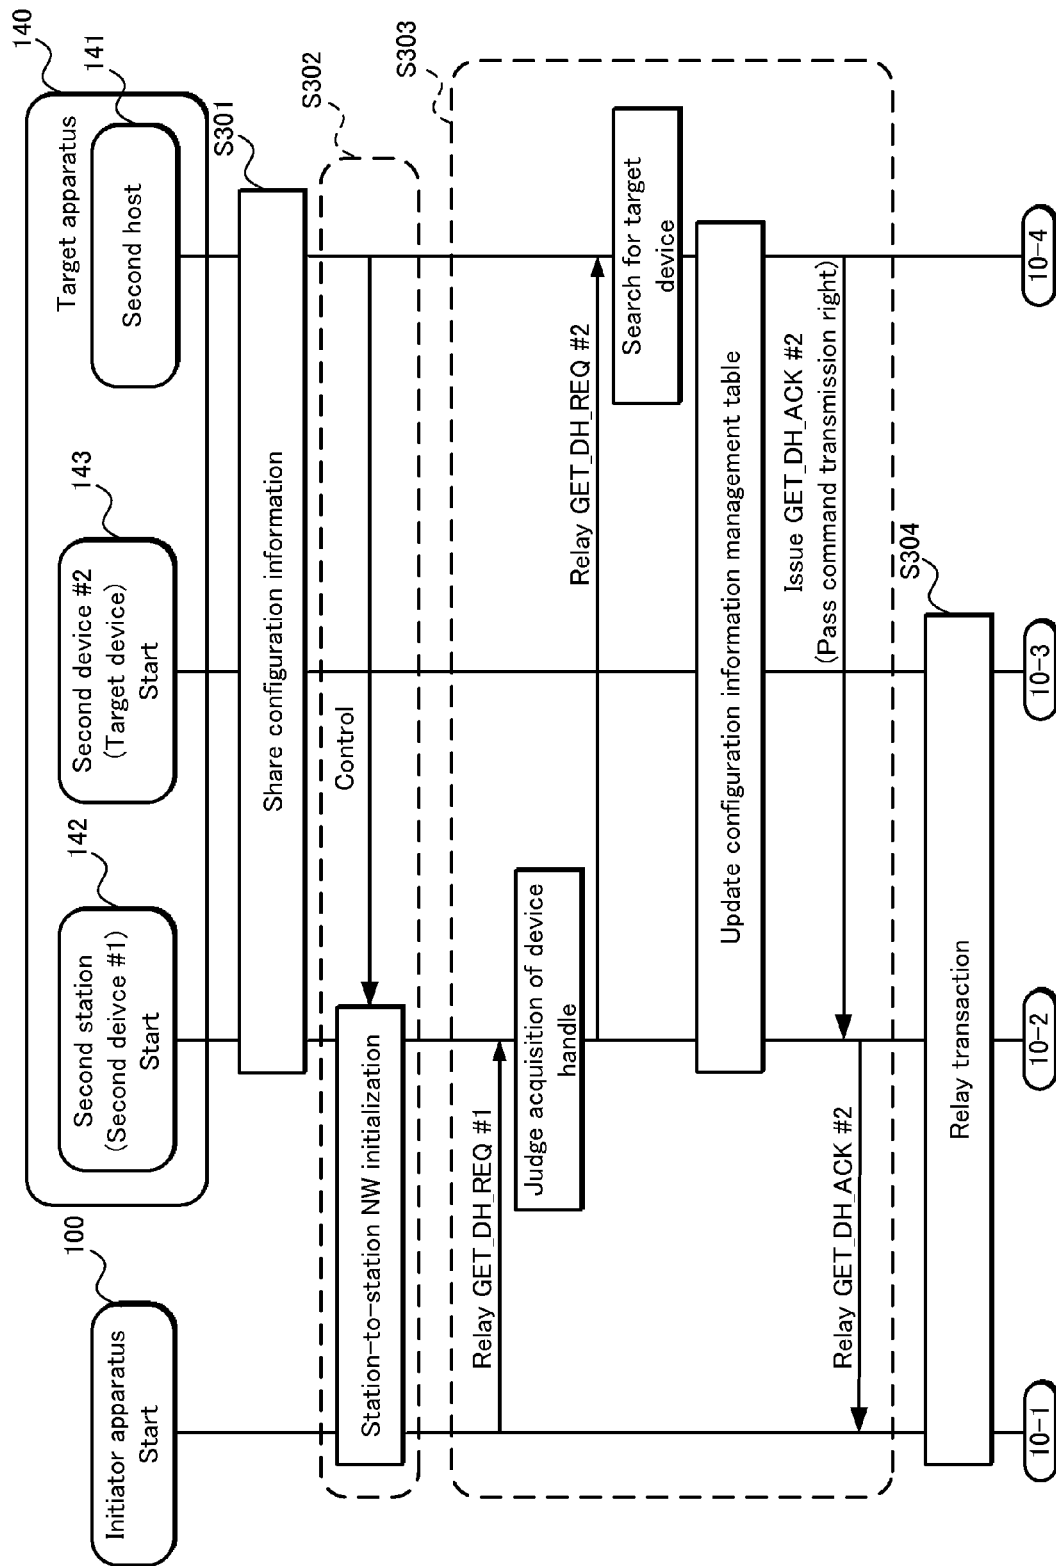 140
Target apparatus
100
142
143
141
Initiator apparatus
Start
Second station
(Second deivce #1)
Start
Second device #2
(Target device)
Start
Second host
S301
Share configuration information
S302
Control
Station-to-station NW initialization
S303
Relay GET_DH_REQ #1
Judge acquisition of device
handle
Relay GET_DH_REQ #2
Search for target
device
Update configuration information management table
Issue GET_DH_ACK #2
(Pass command transmission right)
Relay GET_DH_ACK #2
S304
Relay transaction
10-1
10-2
10-3
10-4